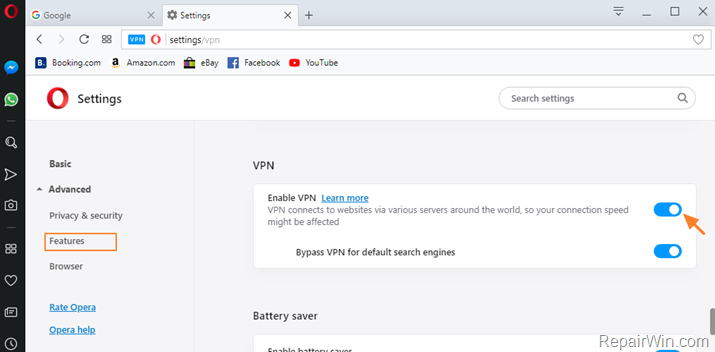 Google
Settings
VPN
settings/vpn
Booking.com
Amazon.com
eBay
Facebook
YouTube
Settings
Search settings
Basic
Advanced
Privacy & security
Features
Browser
Rate Opera
Opera help
VPN
Enable VPN Learn more
VPN connects to websites via various servers around the world, so your connection speed
might be affected
Bypass VPN for default search engines
Battery saver
Enable battery saver
RepairWin.com